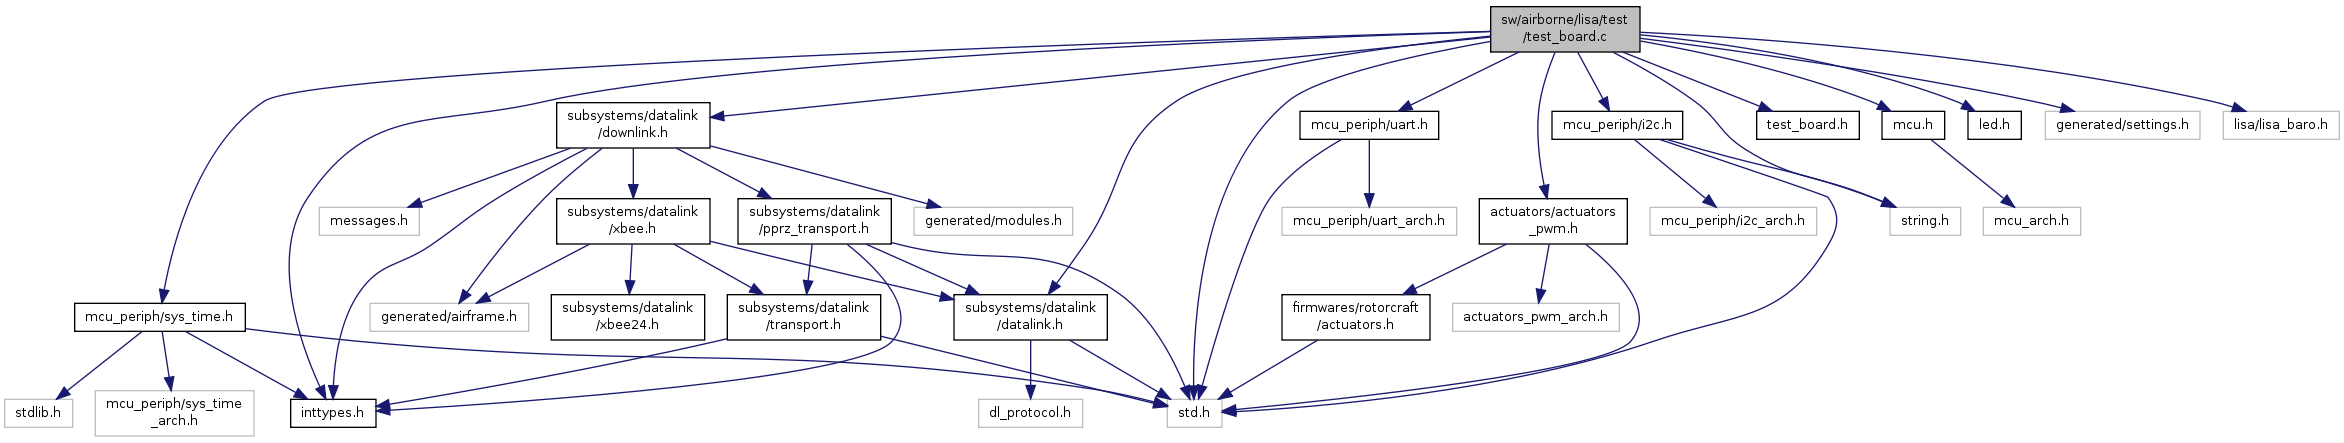 sw/airborne/lisa/test
/test_board.c
subsystems/datalink
/downlink.h
mcu_periph/uart.h
mcu_periph/i2c.h
test_board.h
mcu.h
led.h
generated/settings.h
lisa/lisa_baro.h
messages.h
subsystems/datalink
/xbee.h
subsystems/datalink
/pprz_transport.h
generated/modules.h
mcu_periph/uart_arch.h
actuators/actuators
_pwm.h
mcu_periph/i2c_arch.h
string.h
mcu_arch.h
mcu_periph/sys_time.h
generated/airframe.h
subsystems/datalink
/xbee24.h
subsystems/datalink
/transport.h
subsystems/datalink
/datalink.h
firmwares/rotorcraft
/actuators.h
actuators_pwm_arch.h
stdlib.h
mcu_periph/sys_time
_arch.h
inttypes.h
dl_protocol.h
std.h